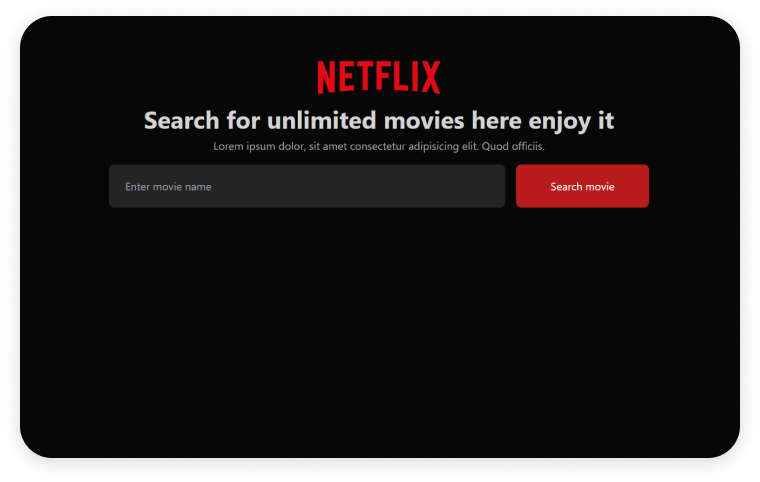 NETFLIX
Search for unlimited movies here enjoy it
Lorem ipsum dolor, sit amet consectetur adipisicing elit. Quod officiis.
Enter movie name
Search movie